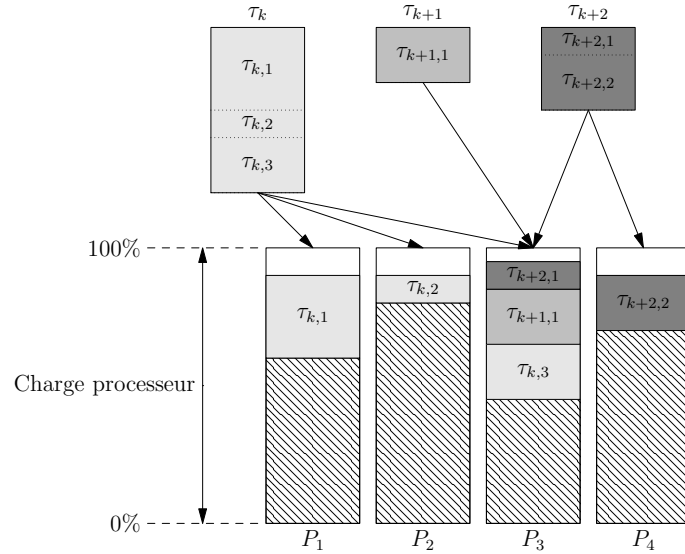 τ_k τ_{k+1} τ_{k+2}
τ_{k,1} τ_{k+1,1} τ_{k+2,1}
τ_{k+2,2}
τ_{k,2}
τ_{k,3}
100%
τ_{k,1} τ_{k,2} τ_{k+2,1} τ_{k+2,2}
τ_{k+1,1}
τ_{k,3}
Charge processeur
0%
P_1 P_2 P_3 P_4